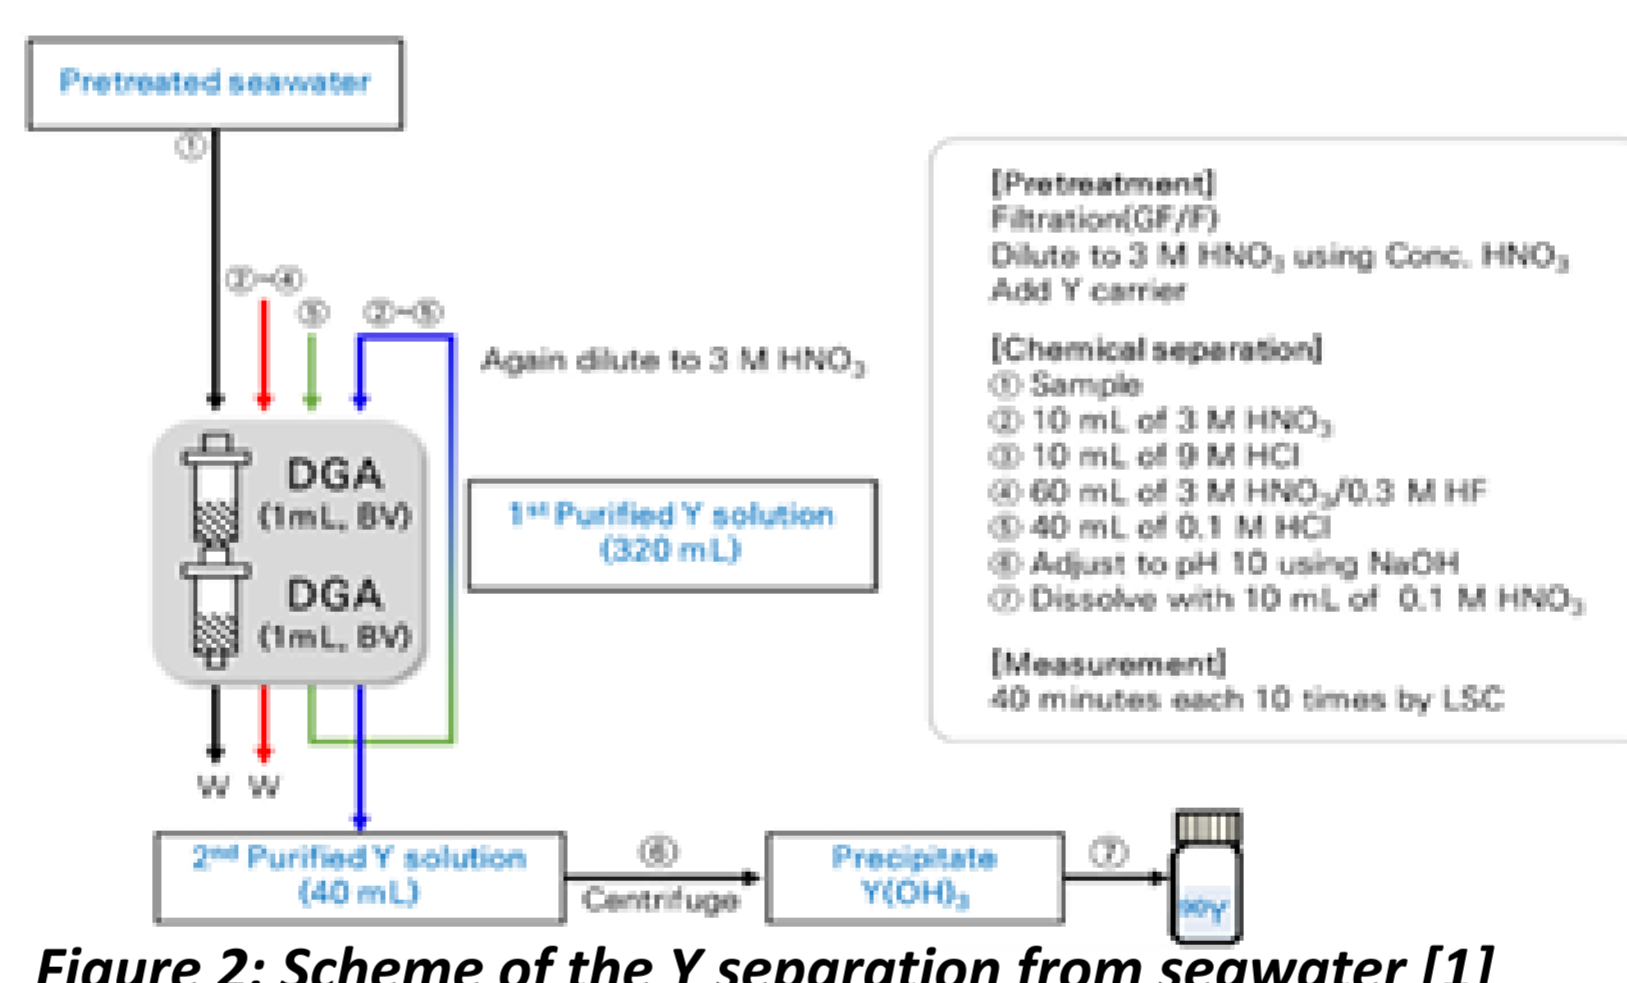 Pretreated seawater
①
②~④
⑤
②~⑤
Again dilute to 3 M HNO₃
DGA
(1mL, BV)
DGA
(1mL, BV)
1st Purified Y solution
(320 mL)
W W
2nd Purified Y solution
(40 mL)
⑥
Centrifuge
Precipitate
Y(OH)₃
⑦
90Y
[Pretreatment]
Filtration(GF/F)
Dilute to 3 M HNO₃ using Conc. HNO₃
Add Y carrier
[Chemical separation]
① Sample
② 10 mL of 3 M HNO₃
③ 10 mL of 9 M HCl
④ 60 mL of 3 M HNO₃/0.3 M HF
⑤ 40 mL of 0.1 M HCl
⑥ Adjust to pH 10 using NaOH
⑦ Dissolve with 10 mL of 0.1 M HNO₃
[Measurement]
40 minutes each 10 times by LSC
Figure 2: Scheme of the Y separation from seawater [1]